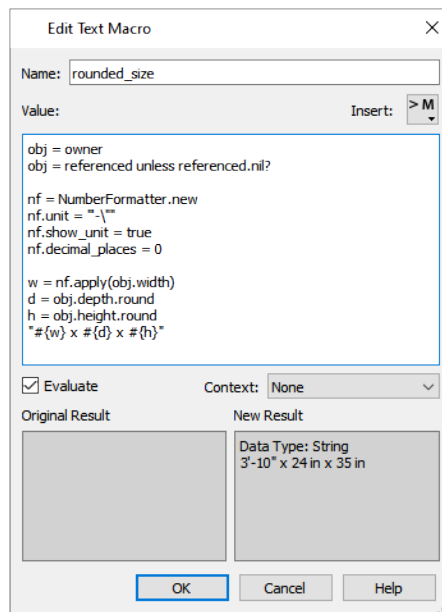 Edit Text Macro
Name: rounded_size
Value: Insert: > M
obj = owner
obj = referenced unless referenced.nil?
nf = NumberFormatter.new
nf.unit = "'-\""
nf.show_unit = true
nf.decimal_places = 0
w = nf.apply(obj.width)
d = obj.depth.round
h = obj.height.round
"#{w} x #{d} x #{h}"
Evaluate Context: None
Original Result New Result
Data Type: String
3'-10" x 24 in x 35 in
OK Cancel Help